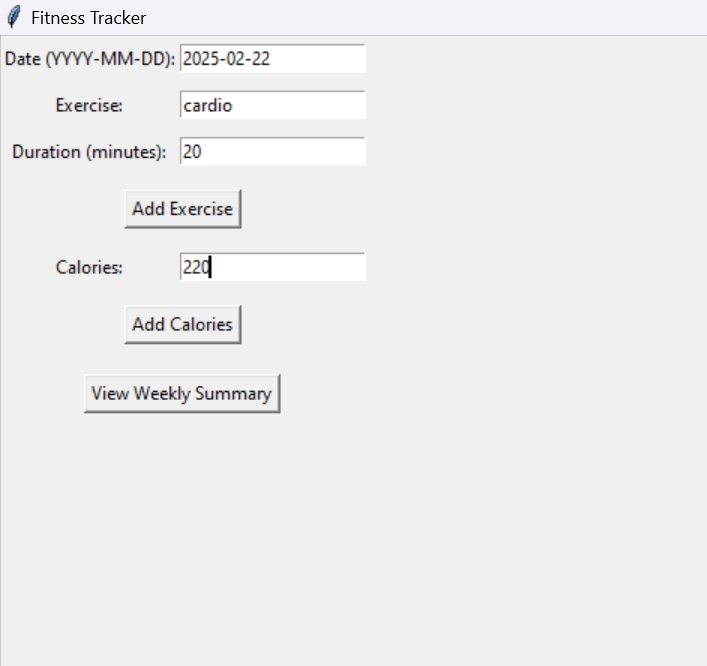 Fitness Tracker
Date (YYYY-MM-DD): 2025-02-22
Exercise: cardio
Duration (minutes): 20
Add Exercise
Calories: 220
Add Calories
View Weekly Summary